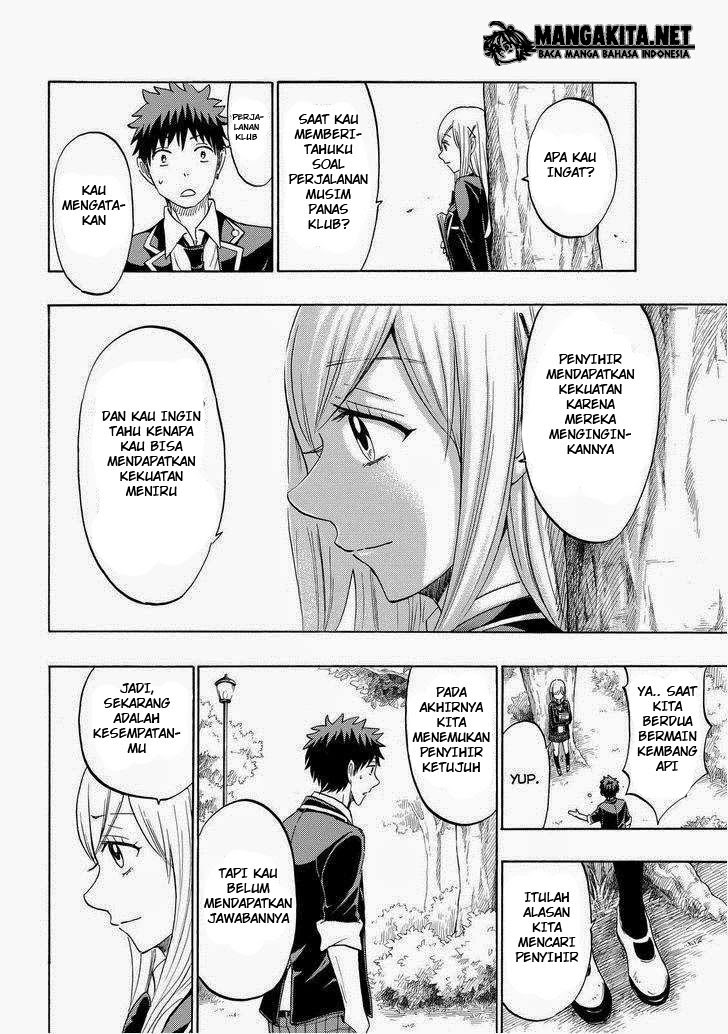 MANGAKITA.NET
BACA MANGA BAHASA INDONESIA
APA KAU
INGAT?
SAAT KAU
MEMBERI-
TAHUKU
SOAL
PERJALANAN
MUSIM
PANAS
KLUB?
PERJA-
LANAN
KLUB
KAU
MENGATA-
KAN
PENYIHIR
MENDAPATKAN
KEKUATAN
KARENA
MEREKA
MENGINGIN-
KANNYA
DAN KAU INGIN
TAHU KENAPA
KAU BISA
MENDAPATKAN
KEKUATAN
MENIRU
YA.. SAAT
KITA
BERDUA
BERMAIN
KEMBANG
API
YUP.
ITULAH
ALASAN
KITA
MENCARI
PENYIHIR
PADA
AKHIRNYA
KITA
MENEMUKAN
PENYIHIR
KETUJUH
TAPI KAU
BELUM
MENDAPATKAN
JAWABANNYA
JADI,
SEKARANG
ADALAH
KESEMPATAN-
MU